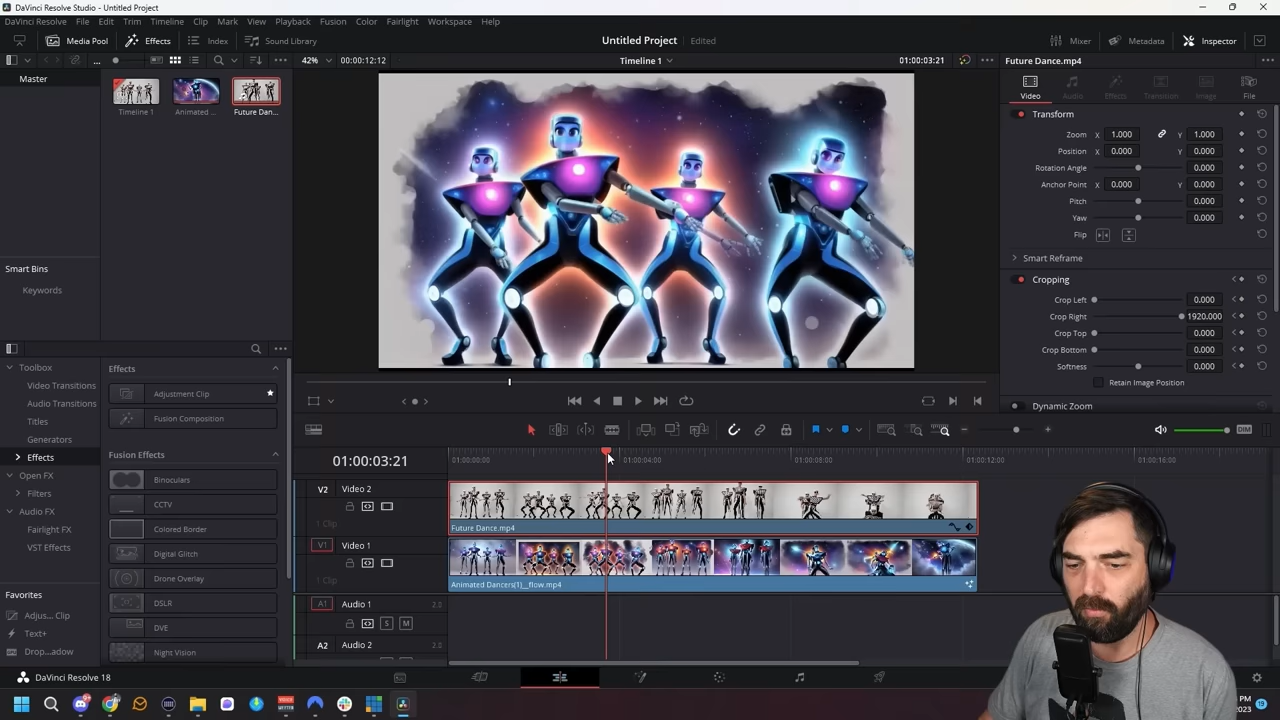 DaVinci Resolve Studio - Untitled Project
DaVinci Resolve File Edit Trim Timeline Clip Mark View Playback Fusion Color Fairlight Workspace Help
Media Pool Effects Index Sound Library Untitled Project Edited Mixer Metadata Inspector
42% 00:00:12:12 Timeline 1 01:00:03:21 Future Dance.mp4
Master
Timeline 1 Animated ... Future Dan...
Video Audio Effects Transition Image File
Transform
Zoom X 1.000 Y 1.000
Position X 0.000 Y 0.000
Rotation Angle 0.000
Anchor Point X 0.000 Y 0.000
Pitch 0.000
Yaw 0.000
Flip
Smart Reframe
Cropping
Crop Left 0.000
Crop Right 1920.000
Crop Top 0.000
Crop Bottom 0.000
Softness 0.000
Retain Image Position
Dynamic Zoom
Smart Bins
Keywords
Toolbox
Video Transitions
Audio Transitions
Titles
Generators
Effects
Open FX
Filters
Audio FX
Fairlight FX
VST Effects
Favorites
Adjus... Clip
Text+
Drop...adow
Effects
Adjustment Clip
Fusion Composition
Fusion Effects
Binoculars
CCTV
Colored Border
Digital Glitch
Drone Overlay
DSLR
DVE
Night Vision
DIM
01:00:03:21
01:00:00:00 01:00:04:00 01:00:08:00 01:00:12:00 01:00:16:00
V2 Video 2
1 Clip
Future Dance.mp4
V1 Video 1
1 Clip
Animated Dancers(1)__flow.mp4
A1 Audio 1 2.0
S M
A2 Audio 2 2.0
DaVinci Resolve 18
PM
2023